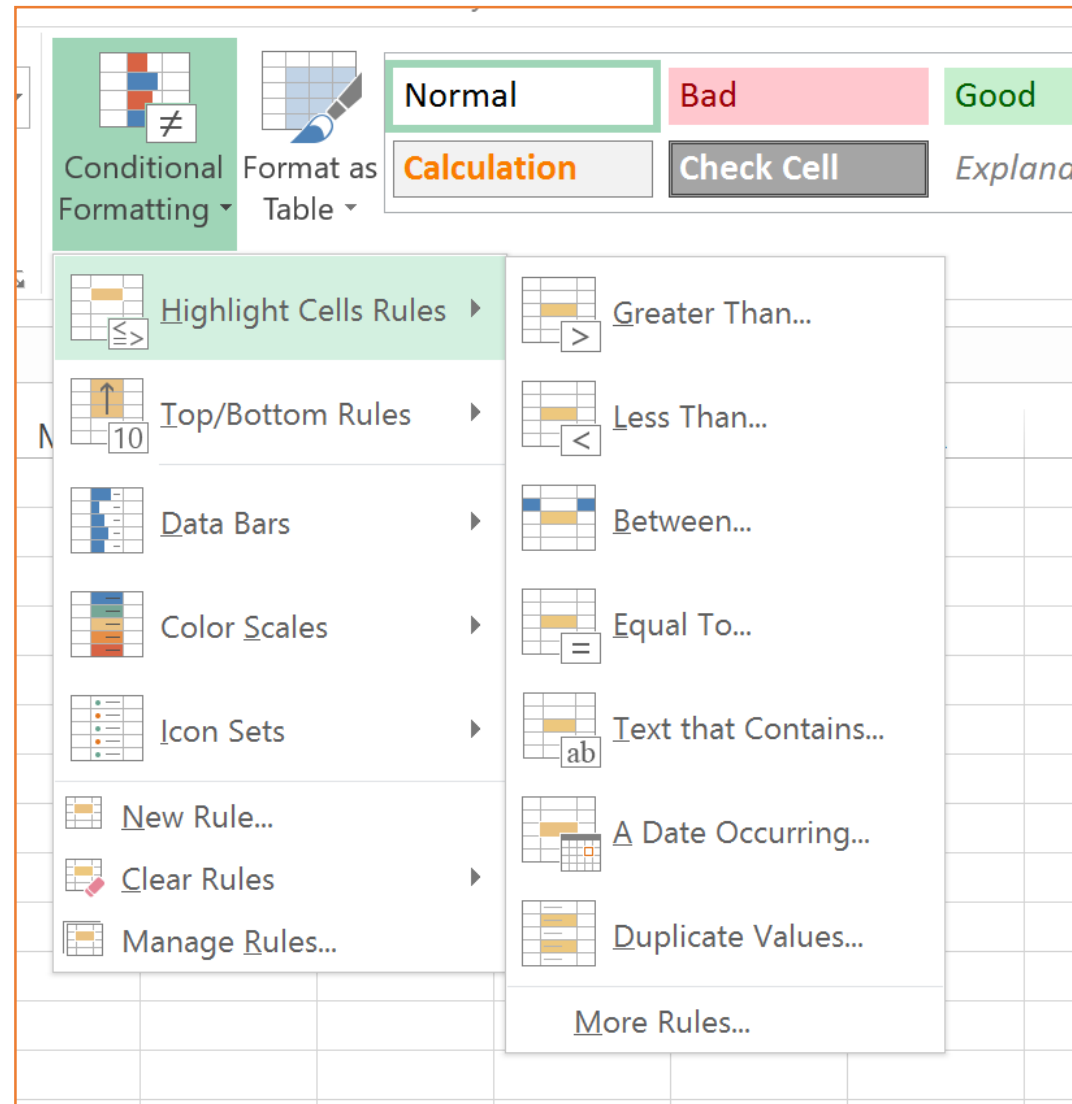 Normal
Bad
Good
Calculation
Check Cell
Conditional
Formatting
Format as
Table
Highlight Cells Rules
Top/Bottom Rules
Data Bars
Color Scales
Icon Sets
New Rule...
Clear Rules
Manage Rules...
Greater Than...
Less Than...
Between...
Equal To...
Text that Contains...
A Date Occurring...
Duplicate Values...
More Rules...
≠
≤
>
10
>
<
=
ab